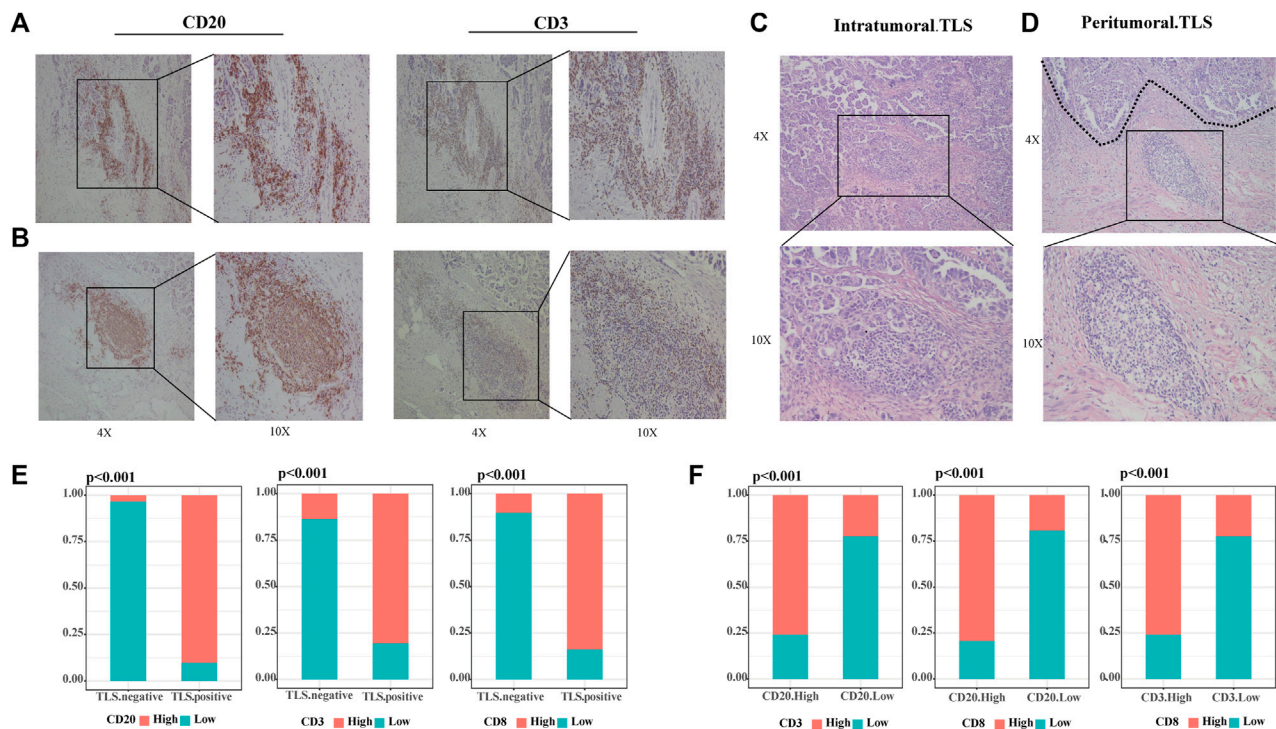 A
CD20
CD3
B
4X
10X
4X
10X
C
Intratumoral.TLS
4X
10X
D
Peritumoral.TLS
4X
10X
E
p<0.001
1.00
0.75
0.50
0.25
0.00
TLS.negative TLS.positive
CD20 High Low
p<0.001
1.00
0.75
0.50
0.25
0.00
TLS.negative TLS.positive
CD3 High Low
p<0.001
1.00
0.75
0.50
0.25
0.00
TLS.negative TLS.positive
CD8 High Low
F
p<0.001
1.00
0.75
0.50
0.25
0.00
CD20.High CD20.Low
CD3 High Low
p<0.001
1.00
0.75
0.50
0.25
0.00
CD20.High CD20.Low
CD8 High Low
p<0.001
1.00
0.75
0.50
0.25
0.00
CD3.High CD3.Low
CD8 High Low